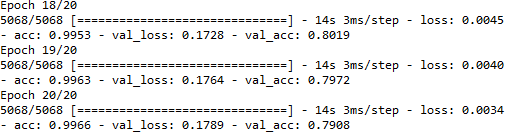 Epoch 18/20
5068/5068 [==============================] - 14s 3ms/step - loss: 0.0045
- acc: 0.9953 - val_loss: 0.1728 - val_acc: 0.8019
Epoch 19/20
5068/5068 [==============================] - 14s 3ms/step - loss: 0.0040
- acc: 0.9963 - val_loss: 0.1764 - val_acc: 0.7972
Epoch 20/20
5068/5068 [==============================] - 14s 3ms/step - loss: 0.0034
- acc: 0.9966 - val_loss: 0.1789 - val_acc: 0.7908